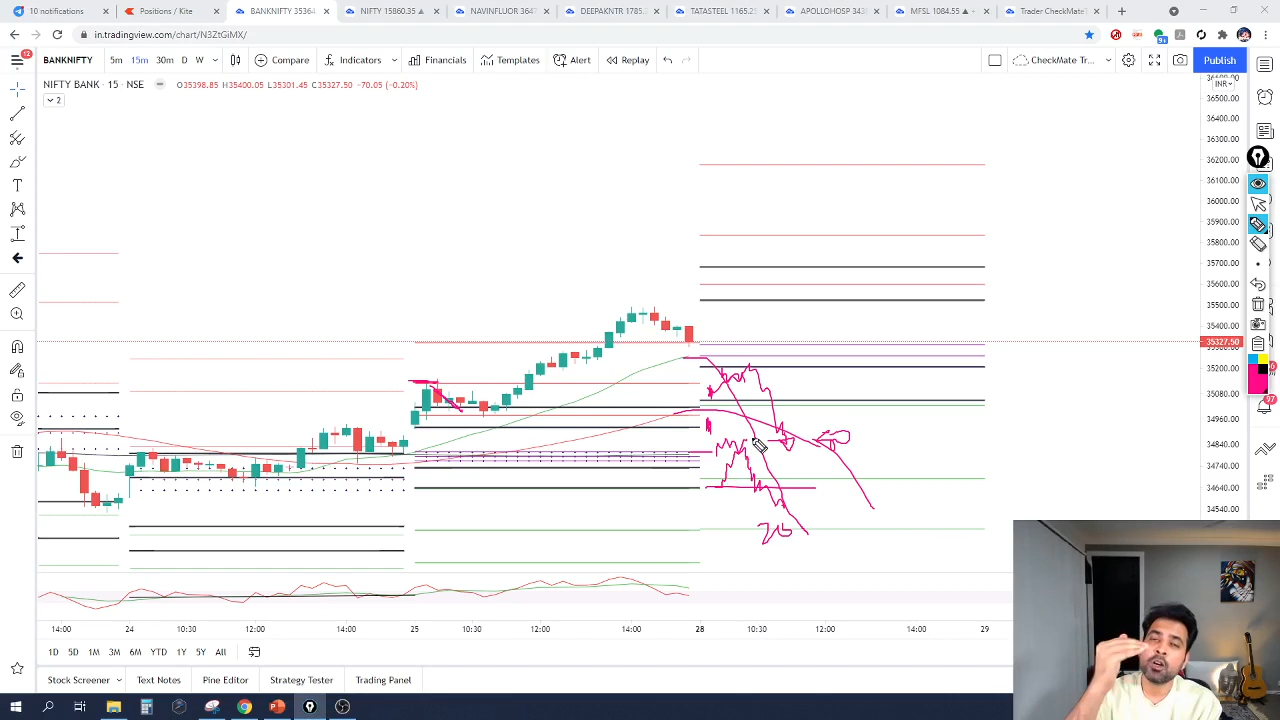 10 notifications
Positions / Kite
BANKNIFTY 35364
NIFTY 15860.35
NAVINFLUOR 3647
DEEPAKNTR 1785.
TATASTEEL 1165.25
APOLLOHOSP 343
MFSL 1084.55
Trader CheckMate
in.tradingview.com/chart/N3ZtGiMX/
12
BANKNIFTY
5m 15m 30m D W
Compare
Indicators
Financials
Templates
Alert
Replay
CheckMate Tr...
Publish
NIFTY BANK · 15 · NSE
O35398.85 H35400.05 L35301.45 C35327.50 -70.05 (-0.20%)
2
INR
36500.00
36400.00
36300.00
36200.00
36100.00
36000.00
35900.00
35800.00
35700.00
35600.00
35500.00
35400.00
35327.50
35200.00
35120.00
35040.00
34960.00
34840.00
34740.00
34640.00
34540.00
97
14:00 24 10:30 12:00 14:00 25 10:30 12:00 14:00 28 10:30 12:00 14:00 29
1D 5D 1M 3M 6M YTD 1Y 5Y All
Stock Screener
Text Notes
Pine Editor
Strategy Tester
Trading Panel